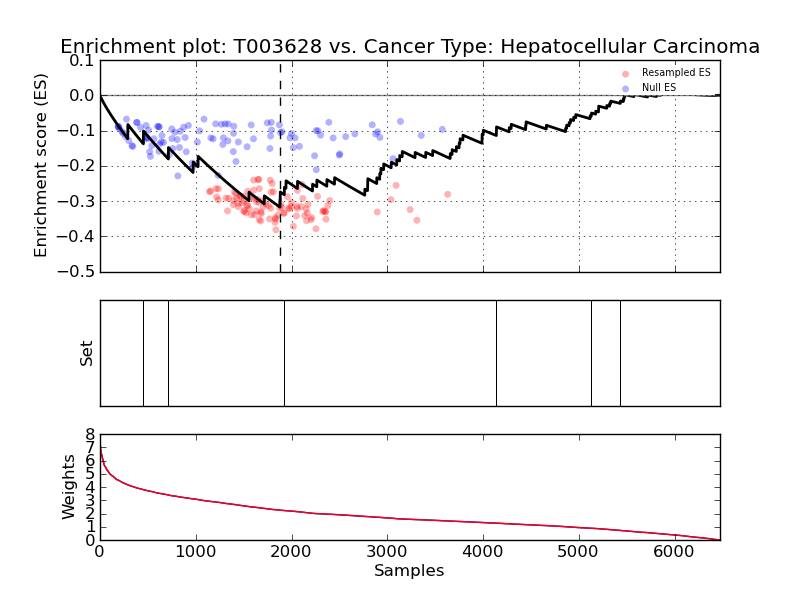 Enrichment plot: T003628 vs. Cancer Type: Hepatocellular Carcinoma
Enrichment score (ES)
0.1
0.0
−0.1
−0.2
−0.3
−0.4
−0.5
Resampled ES
Null ES
Set
Weights
8
7
6
5
4
3
2
1
0
0 1000 2000 3000 4000 5000 6000
Samples